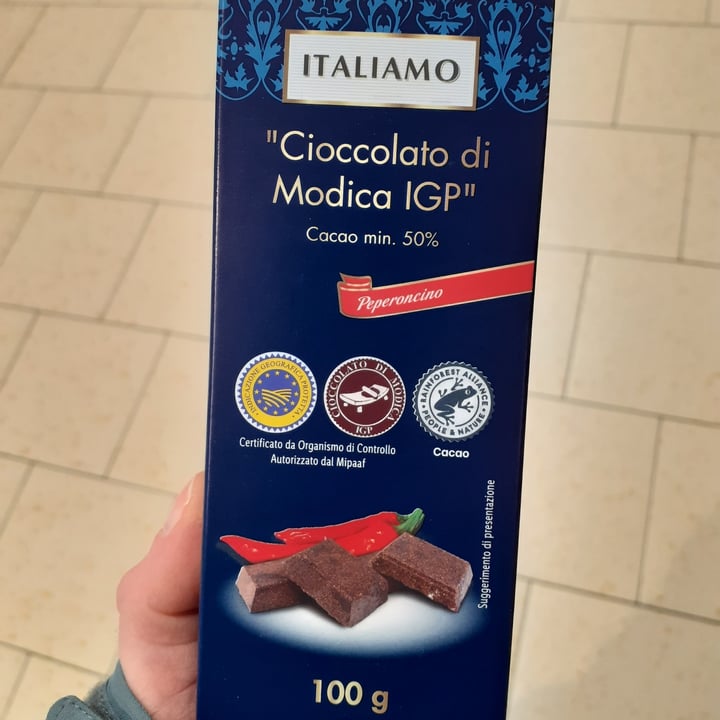 ITALIAMO
"Cioccolato di
Modica IGP"
Cacao min. 50%
Peperoncino
INDICAZIONE GEOGRAFICA PROTETTA
CIOCCOLATO DI MODICA
IGP
RAINFOREST ALLIANCE
PEOPLE & NATURE
Certificato da Organismo di Controllo
Autorizzato dal Mipaaf
Cacao
Suggerimento di presentazione
100 g